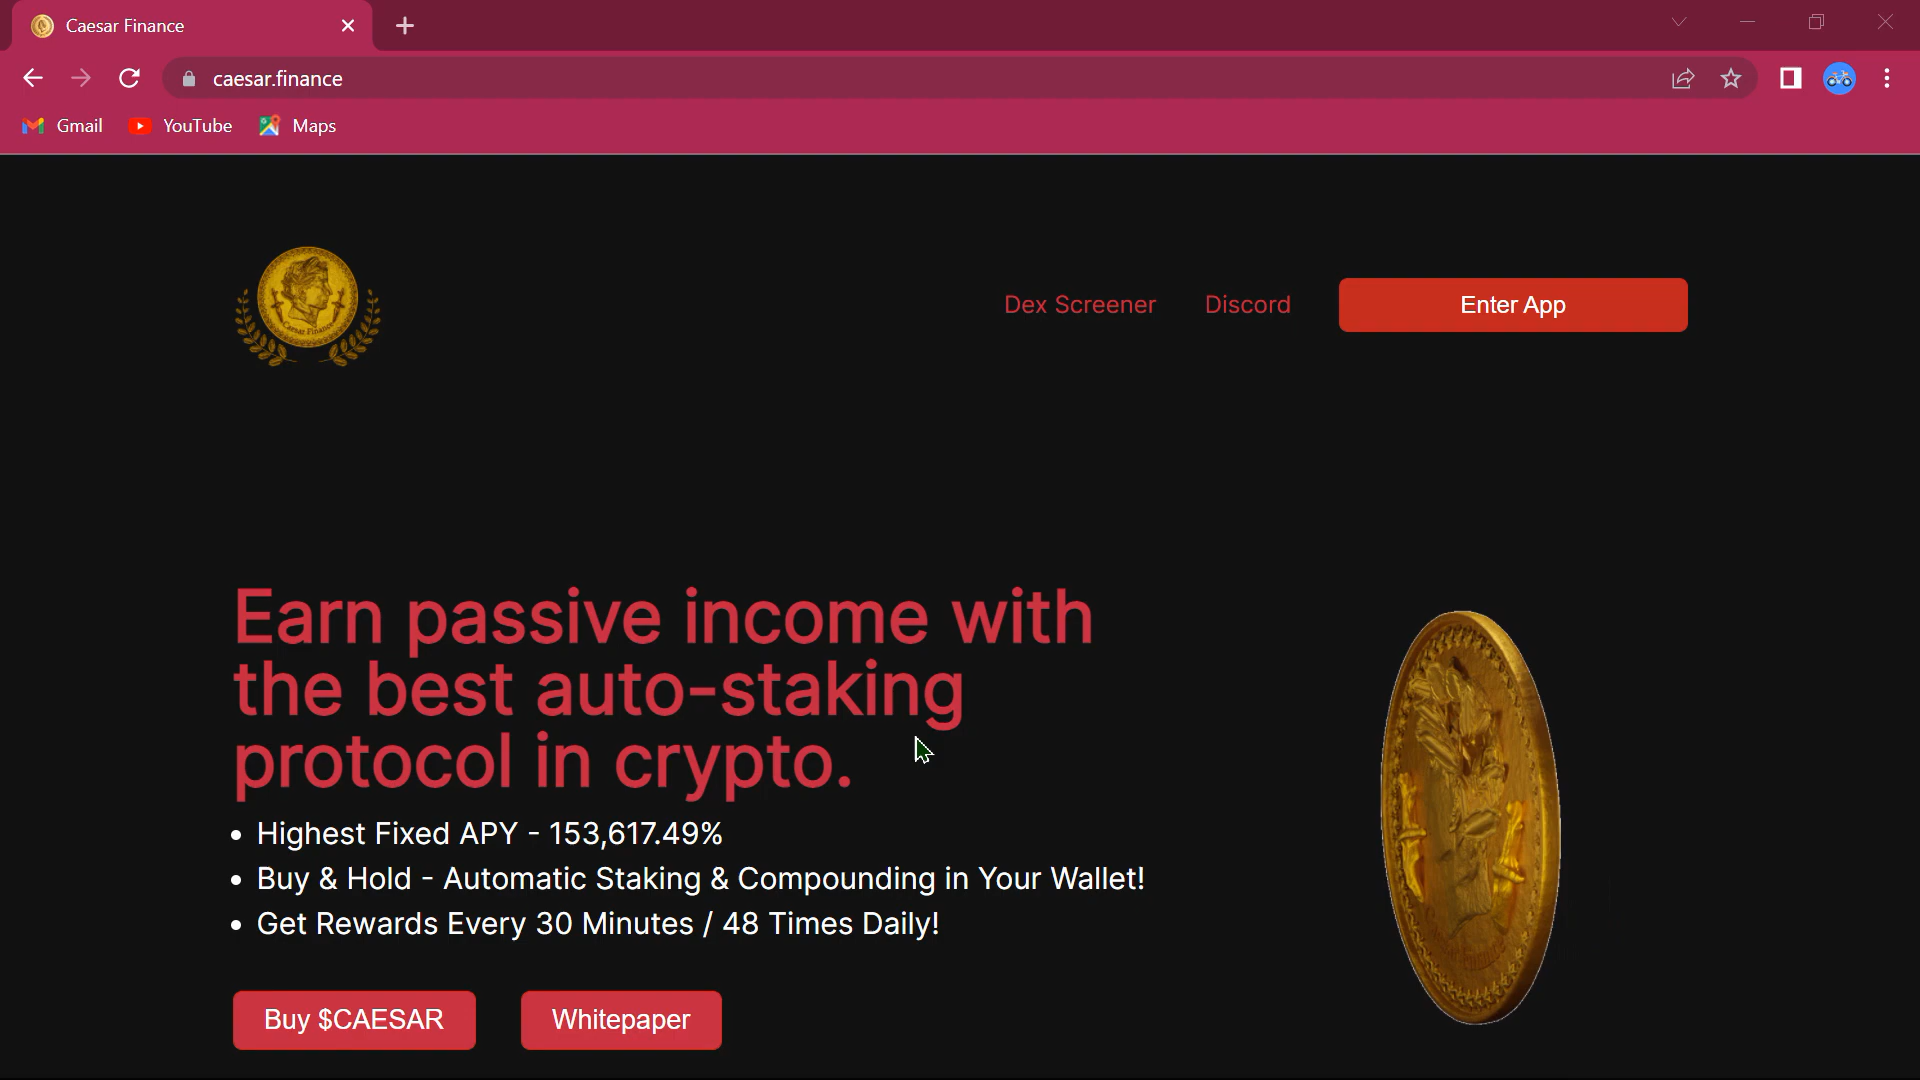 Caesar Finance
caesar.finance
Gmail YouTube Maps
Caesar Finance
Dex Screener Discord Enter App
Earn passive income with
the best auto-staking
protocol in crypto.
• Highest Fixed APY - 153,617.49%
• Buy & Hold - Automatic Staking & Compounding in Your Wallet!
• Get Rewards Every 30 Minutes / 48 Times Daily!
Buy $CAESAR Whitepaper